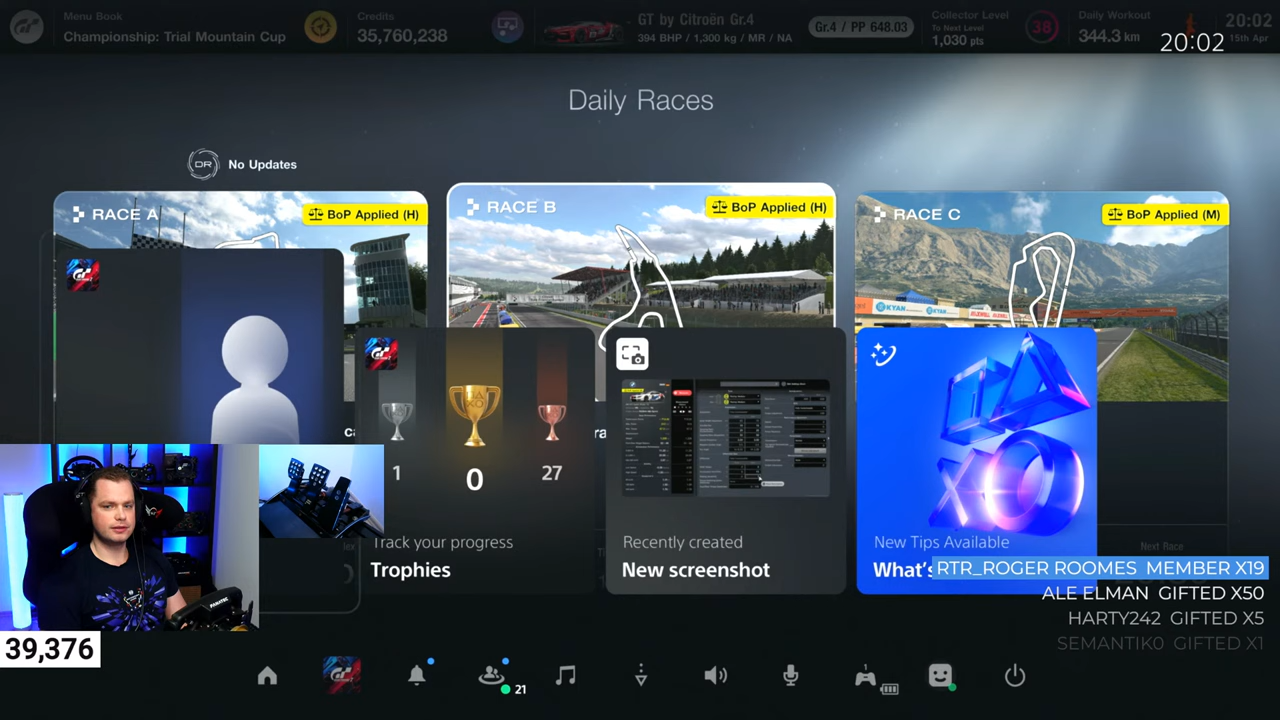 Menu Book
Championship: Trial Mountain Cup
Credits
35,760,238
GT by Citroën Gr.4
394 BHP / 1,300 kg / MR / NA
Gr.4 / PP 648.03
Collector Level
To Next Level
1,030 pts
38
Daily Workout
344.3 km
20:02
15th Apr
20:02
Daily Races
DR
No Updates
RACE A
BoP Applied (H)
RACE B
BoP Applied (H)
RACE C
BoP Applied (M)
KYAN
1
0
27
Track your progress
Trophies
Recently created
New screenshot
New Tips Available
What's
Next Race
RTR_ROGER ROOMES MEMBER X19
ALE ELMAN GIFTED X50
HARTY242 GIFTED X5
SEMANTIK0 GIFTED X1
FANATEC
39,376
21